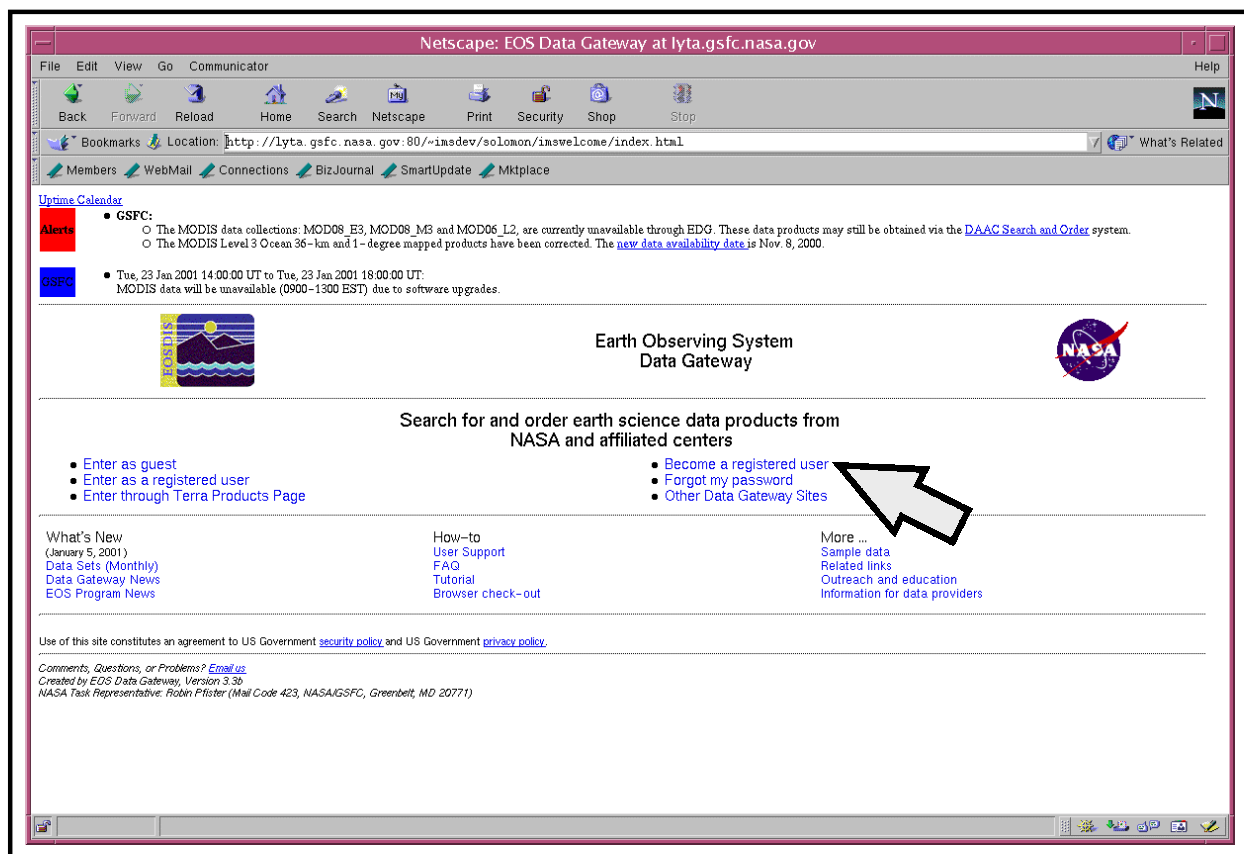 Netscape: EOS Data Gateway at lyta.gsfc.nasa.gov
File Edit View Go Communicator Help
My N
Back Forward Reload Home Search Netscape Print Security Shop Stop
Bookmarks Location: http://lyta.gsfc.nasa.gov:80/~imsdev/solomon/imswelcome/index.html What's Related
Members WebMail Connections BizJournal SmartUpdate Mktplace
Uptime Calendar
Alerts
GSFC:
The MODIS data collections: MOD08_E3, MOD08_M3 and MOD06_L2, are currently unavailable through EDG. These data products may still be obtained via the DAAC Search and Order system.
The MODIS Level 3 Ocean 36-km and 1-degree mapped products have been corrected. The new data availability date is Nov. 8, 2000.
GSFC
Tue, 23 Jan 2001 14:00:00 UT to Tue, 23 Jan 2001 18:00:00 UT:
MODIS data will be unavailable (0900-1300 EST) due to software upgrades.
EOSDIS
Earth Observing System
Data Gateway
NASA
Search for and order earth science data products from
NASA and affiliated centers
Enter as guest
Enter as a registered user
Enter through Terra Products Page
Become a registered user
Forgot my password
Other Data Gateway Sites
What's New
(January 5, 2001)
Data Sets (Monthly)
Data Gateway News
EOS Program News
How-to
User Support
FAQ
Tutorial
Browser check-out
More ...
Sample data
Related links
Outreach and education
Information for data providers
Use of this site constitutes an agreement to US Government security policy and US Government privacy policy.
Comments, Questions, or Problems? Email us
Created by EOS Data Gateway, Version 3.3b
NASA Task Representative: Robin Pfister (Mail Code 423, NASA/GSFC, Greenbelt, MD 20771)